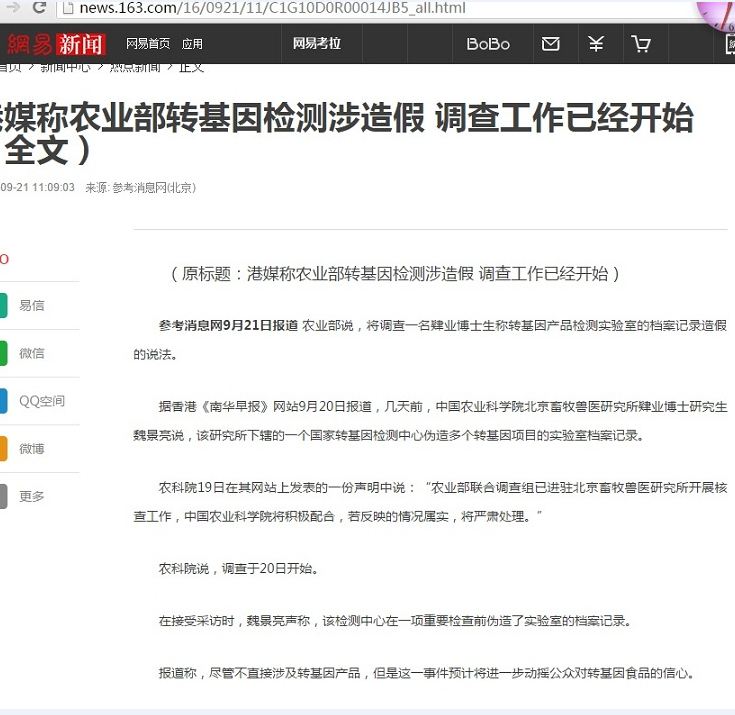 news.163.com/16/0921/11/C1G10D0R00014JB5_all.html
網易 新闻 网易首页 应用 网易考拉 BoBo
首页 > 新闻中心 > 热点新闻 > 正文
港媒称农业部转基因检测涉造假 调查工作已经开始
全文）
09-21 11:09:03 来源: 参考消息网(北京)
（原标题：港媒称农业部转基因检测涉造假 调查工作已经开始）
参考消息网9月21日报道 农业部说，将调查一名肄业博士生称转基因产品检测实验室的档案记录造假
的说法。
易信
微信
据香港《南华早报》网站9月20日报道，几天前，中国农业科学院北京畜牧兽医研究所肄业博士研究生
QQ空间
魏景亮说，该研究所下辖的一个国家转基因检测中心伪造多个转基因项目的实验室档案记录。
微博
农科院19日在其网站上发表的一份声明中说：“农业部联合调查组已进驻北京畜牧兽医研究所开展核
更多
查工作，中国农业科学院将积极配合，若反映的情况属实，将严肃处理。”
农科院说，调查于20日开始。
在接受采访时，魏景亮声称，该检测中心在一项重要检查前伪造了实验室的档案记录。
报道称，尽管不直接涉及转基因产品，但是这一事件预计将进一步动摇公众对转基因食品的信心。